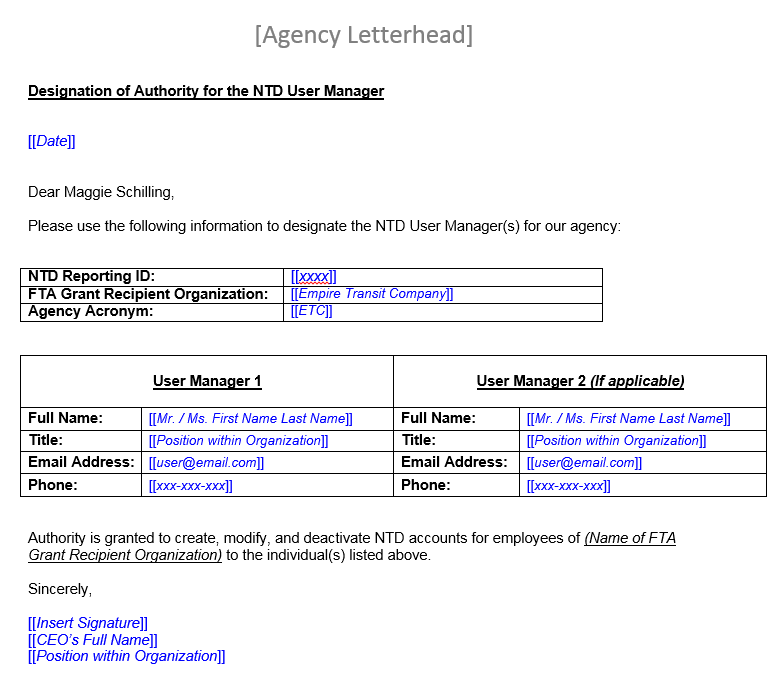 [Agency Letterhead]
Designation of Authority for the NTD User Manager
[[Date]]
Dear Maggie Schilling,
Please use the following information to designate the NTD User Manager(s) for our agency:
NTD Reporting ID: [[xxxx]]
FTA Grant Recipient Organization: [[Empire Transit Company]]
Agency Acronym: [[ETC]]
User Manager 1 User Manager 2 (If applicable)
Full Name: [[Mr. / Ms. First Name Last Name]] Full Name: [[Mr. / Ms. First Name Last Name]]
Title: [[Position within Organization]] Title: [[Position within Organization]]
Email Address: [[user@email.com]] Email Address: [[user@email.com]]
Phone: [[xxx-xxx-xxx]] Phone: [[xxx-xxx-xxx]]
Authority is granted to create, modify, and deactivate NTD accounts for employees of (Name of FTA
Grant Recipient Organization) to the individual(s) listed above.
Sincerely,
[[Insert Signature]]
[[CEO's Full Name]]
[[Position within Organization]]